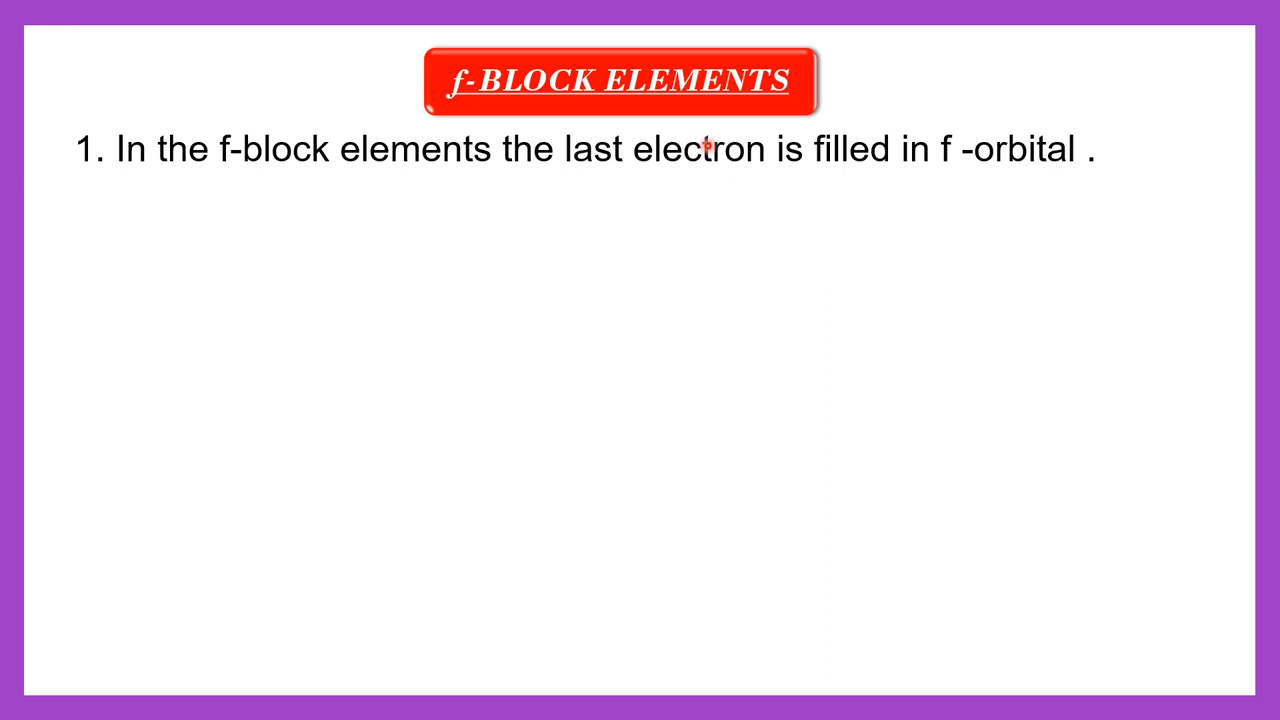 f-BLOCK ELEMENTS
1. In the f-block elements the last electron is filled in f -orbital .